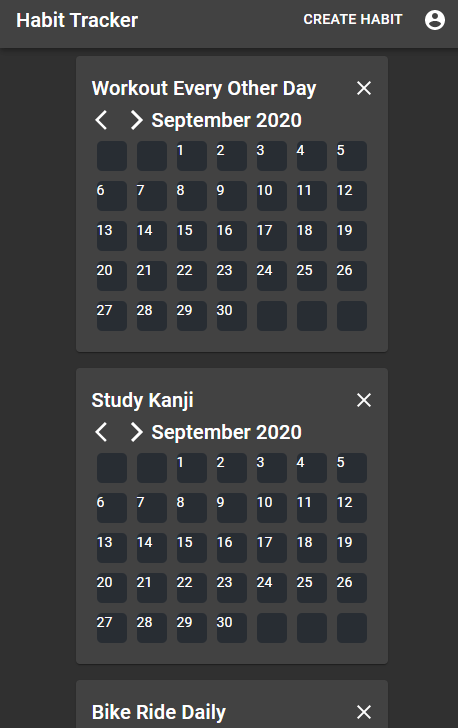 Habit Tracker CREATE HABIT
Workout Every Other Day
September 2020
1 2 3 4 5
6 7 8 9 10 11 12
13 14 15 16 17 18 19
20 21 22 23 24 25 26
27 28 29 30
Study Kanji
September 2020
1 2 3 4 5
6 7 8 9 10 11 12
13 14 15 16 17 18 19
20 21 22 23 24 25 26
27 28 29 30
Bike Ride Daily